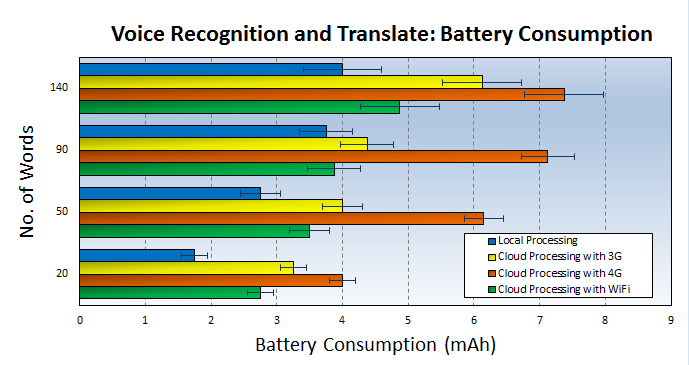 Voice Recognition and Translate: Battery Consumption
No. of Words
140
90
50
20
Local Processing
Cloud Processing with 3G
Cloud Processing with 4G
Cloud Processing with WiFi
0 1 2 3 4 5 6 7 8 9
Battery Consumption (mAh)